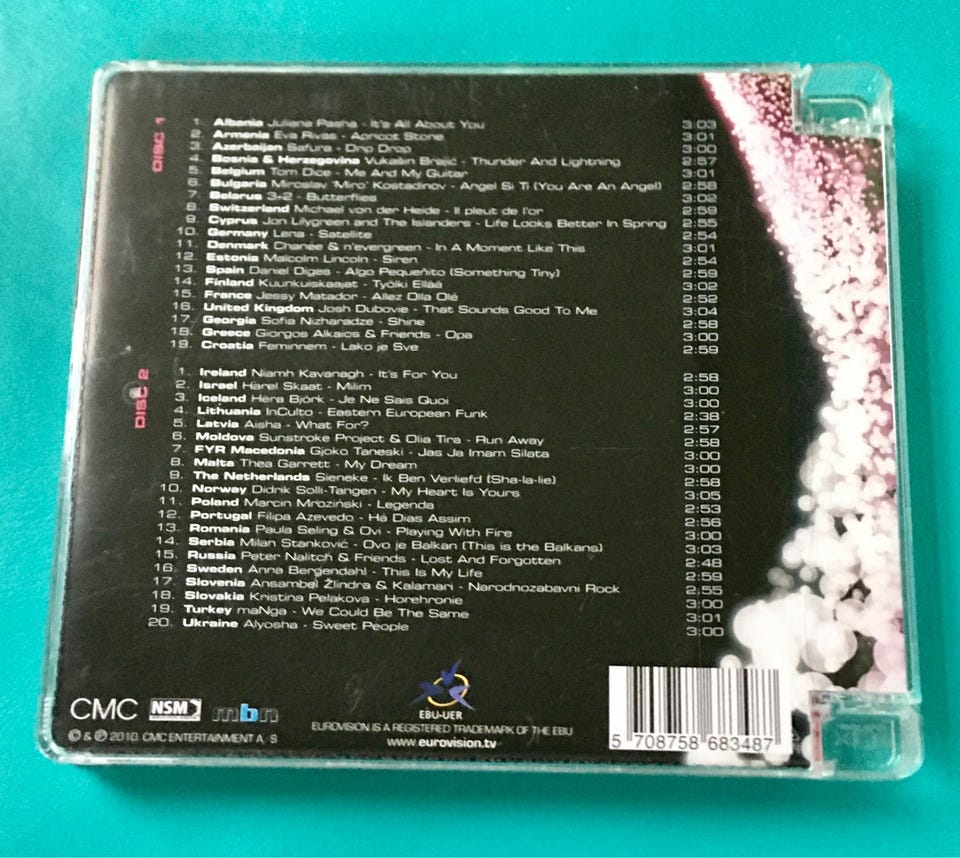 DISC 1
1. Albania Juliana Pasha - It's All About You 3:03
2. Armenia Eva Rivas - Apricot Stone 3:01
3. Azerbaijan Safura - Drip Drop 3:00
4. Bosnia & Herzegovina Vukašin Brajić - Thunder And Lightning 2:57
5. Belgium Tom Dice - Me And My Guitar 3:01
6. Bulgaria Miroslav 'Miro' Kostadinov - Angel Si Ti (You Are An Angel) 2:58
7. Belarus 3+2 - Butterflies 3:02
8. Switzerland Michael von der Heide - Il pleut de l'or 2:59
9. Cyprus Jon Lilygreen and The Islanders - Life Looks Better In Spring 2:55
10. Germany Lena - Satellite 2:54
11. Denmark Chanée & n'evergreen - In A Moment Like This 3:01
12. Estonia Malcolm Lincoln - Siren 2:54
13. Spain Daniel Diges - Algo Pequeñito (Something Tiny) 2:59
14. Finland Kuunkuiskaajat - Työlki Ellää 3:02
15. France Jessy Matador - Allez Olla Olé 2:52
16. United Kingdom Josh Dubovie - That Sounds Good To Me 3:04
17. Georgia Sofia Nizharadze - Shine 2:58
18. Greece Giorgos Alkaios & Friends - Opa 3:00
19. Croatia Feminnem - Lako je Sve 2:59
DISC 2
1. Ireland Niamh Kavanagh - It's For You 2:58
2. Israel Harel Skaat - Milim 3:00
3. Iceland Hera Björk - Je Ne Sais Quoi 3:00
4. Lithuania InCulto - Eastern European Funk 2:38
5. Latvia Aisha - What For? 2:57
6. Moldova Sunstroke Project & Olia Tira - Run Away 2:58
7. FYR Macedonia Gjoko Taneski - Jas Ja Imam Silata 3:00
8. Malta Thea Garrett - My Dream 3:00
9. The Netherlands Sieneke - Ik Ben Verliefd (Sha-la-lie) 2:58
10. Norway Didrik Solli-Tangen - My Heart Is Yours 3:05
11. Poland Marcin Mroziński - Legenda 2:53
12. Portugal Filipa Azevedo - Há Dias Assim 2:56
13. Romania Paula Seling & Ovi - Playing With Fire 3:00
14. Serbia Milan Stanković - Ovo je Balkan (This is the Balkans) 3:03
15. Russia Peter Nalitch & Friends - Lost And Forgotten 2:48
16. Sweden Anna Bergendahl - This Is My Life 2:59
17. Slovenia Ansambel Žlindra & Kalamari - Narodnozabavni Rock 2:55
18. Slovakia Kristina Pelakova - Horehronie 3:00
19. Turkey maNga - We Could Be The Same 3:01
20. Ukraine Alyosha - Sweet People 3:00
CMC NSM mbn
© & ℗ 2010. CMC ENTERTAINMENT A/S
EBU·UER
EUROVISION IS A REGISTERED TRADEMARK OF THE EBU
www.eurovision.tv
5 708758 683487